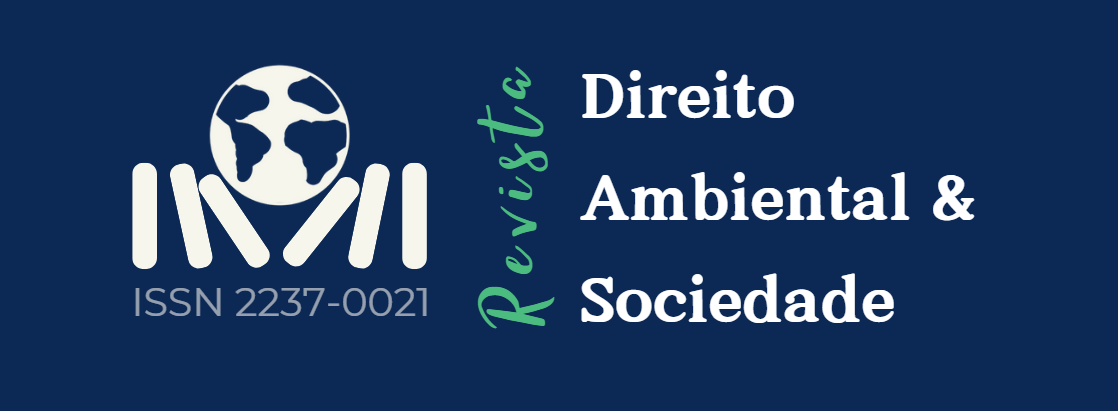 ISSN 2237-0021
Revista
Direito
Ambiental &
Sociedade